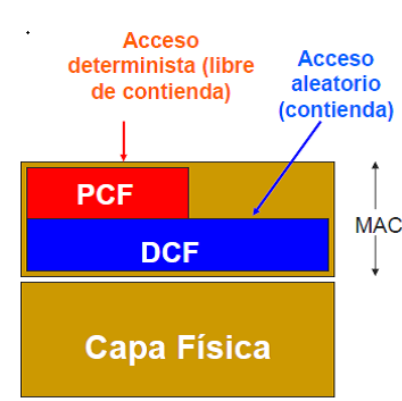 Acceso
determinista (libre
de contienda)
Acceso
aleatorio
(contienda)
PCF
MAC
DCF
Capa Física